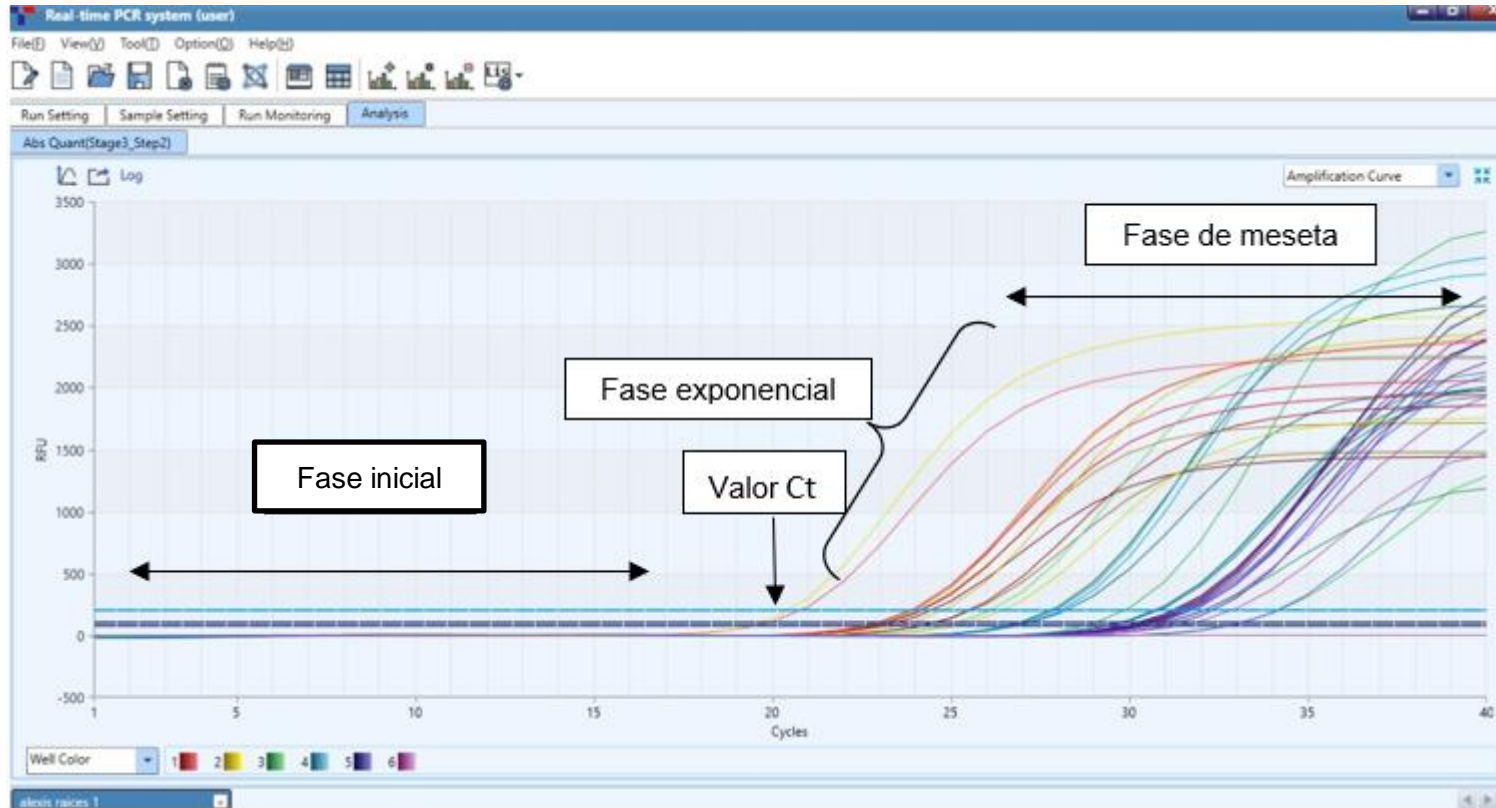 Real-time PCR system (user)
File(F) View(V) Tool(T) Option(O) Help(H)
Lis
Run Setting Sample Setting Run Monitoring Analysis
Abs Quant(Stage3_Step2)
Log
Amplification Curve
3500
3000
2500
2000
1500
1000
500
0
-500
RFU
Fase de meseta
Fase exponencial
Fase inicial
Valor Ct
1 5 10 15 20 25 30 35 40
Cycles
Well Color 1 2 3 4 5 6
alexis raices 1